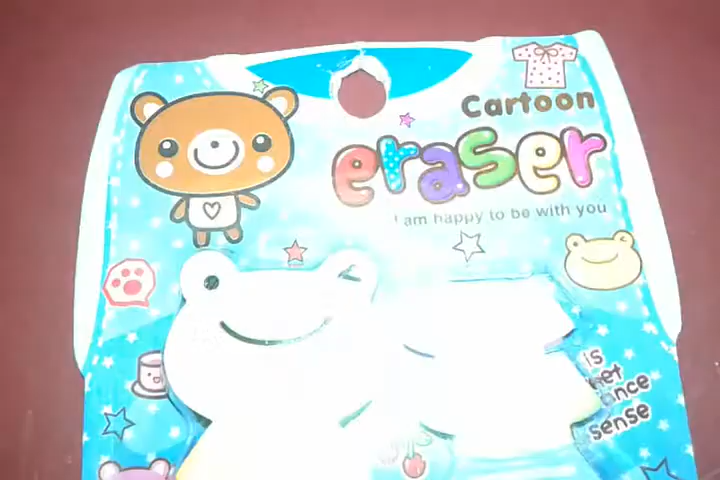 Cartoon
eraser
I am happy to be with you
is
sense